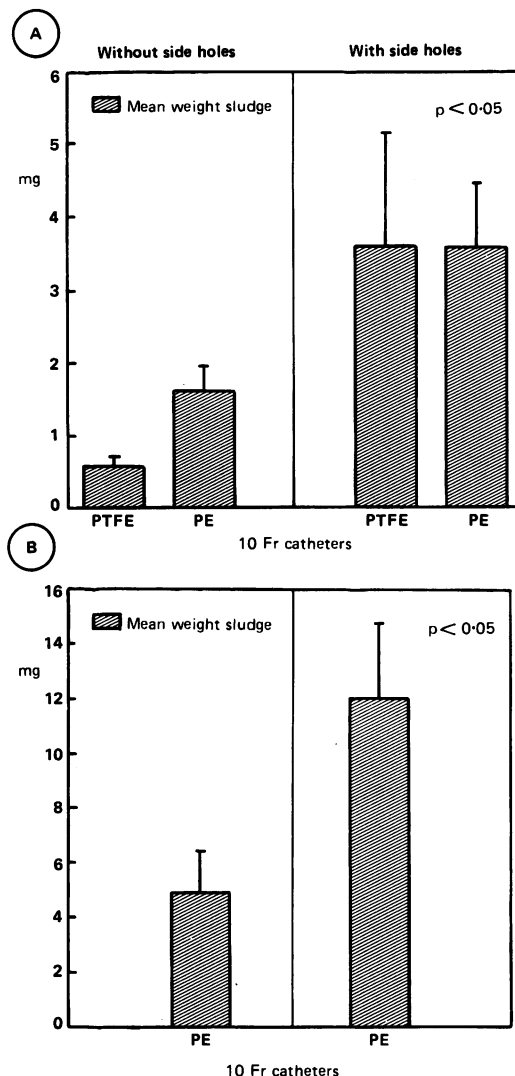 A
Without side holes With side holes
6
Mean weight sludge p < 0·05
5
mg
4
3
2
1
0
PTFE PE PTFE PE
10 Fr catheters
B
16
Mean weight sludge p < 0·05
14
mg
12
10
8
6
4
2
0
PE PE
10 Fr catheters